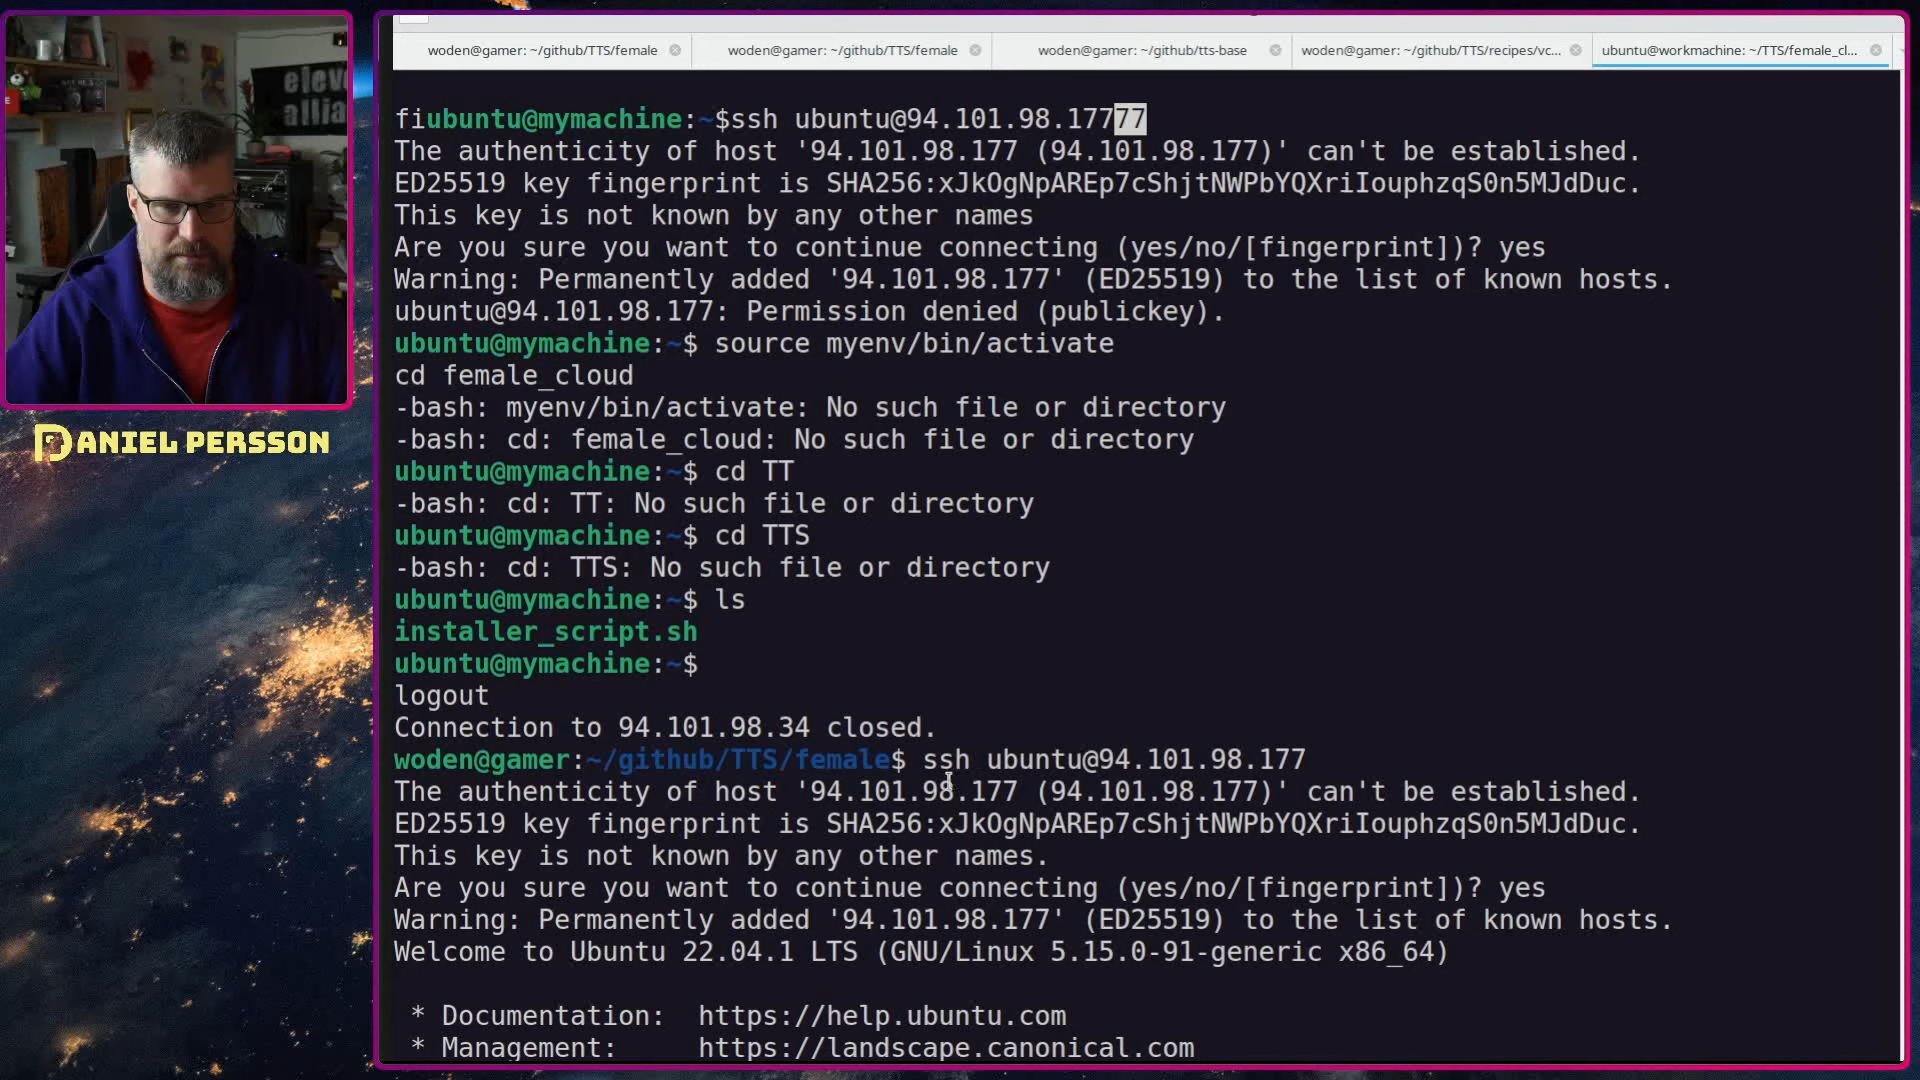 woden@gamer: ~/github/TTS/female
woden@gamer: ~/github/TTS/female
woden@gamer: ~/github/tts-base
woden@gamer: ~/github/TTS/recipes/vc...
ubuntu@workmachine: ~/TTS/female_cl...
eleve
allia
DANIEL PERSSON
fiubuntu@mymachine:~$ssh ubuntu@94.101.98.17777
The authenticity of host '94.101.98.177 (94.101.98.177)' can't be established.
ED25519 key fingerprint is SHA256:xJkOgNpAREp7cShjtNWPbYQXriIouphzqS0n5MJdDuc.
This key is not known by any other names
Are you sure you want to continue connecting (yes/no/[fingerprint])? yes
Warning: Permanently added '94.101.98.177' (ED25519) to the list of known hosts.
ubuntu@94.101.98.177: Permission denied (publickey).
ubuntu@mymachine:~$ source myenv/bin/activate
cd female_cloud
-bash: myenv/bin/activate: No such file or directory
-bash: cd: female_cloud: No such file or directory
ubuntu@mymachine:~$ cd TT
-bash: cd: TT: No such file or directory
ubuntu@mymachine:~$ cd TTS
-bash: cd: TTS: No such file or directory
ubuntu@mymachine:~$ ls
installer_script.sh
ubuntu@mymachine:~$
logout
Connection to 94.101.98.34 closed.
woden@gamer:~/github/TTS/female$ ssh ubuntu@94.101.98.177
The authenticity of host '94.101.98.177 (94.101.98.177)' can't be established.
ED25519 key fingerprint is SHA256:xJkOgNpAREp7cShjtNWPbYQXriIouphzqS0n5MJdDuc.
This key is not known by any other names.
Are you sure you want to continue connecting (yes/no/[fingerprint])? yes
Warning: Permanently added '94.101.98.177' (ED25519) to the list of known hosts.
Welcome to Ubuntu 22.04.1 LTS (GNU/Linux 5.15.0-91-generic x86_64)
* Documentation: https://help.ubuntu.com
* Management: https://landscape.canonical.com